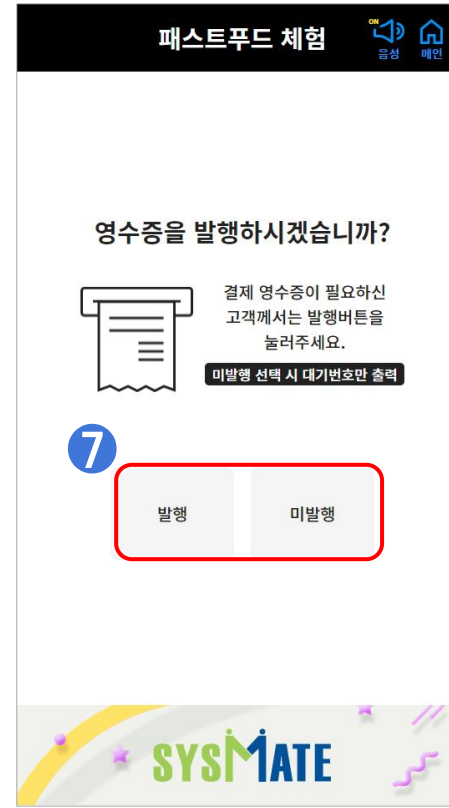 패스트푸드 체험
ON
음성
메인
영수증을 발행하시겠습니까?
결제 영수증이 필요하신
고객께서는 발행버튼을
눌러주세요.
미발행 선택 시 대기번호만 출력
7
발행
미발행
SYSMATE